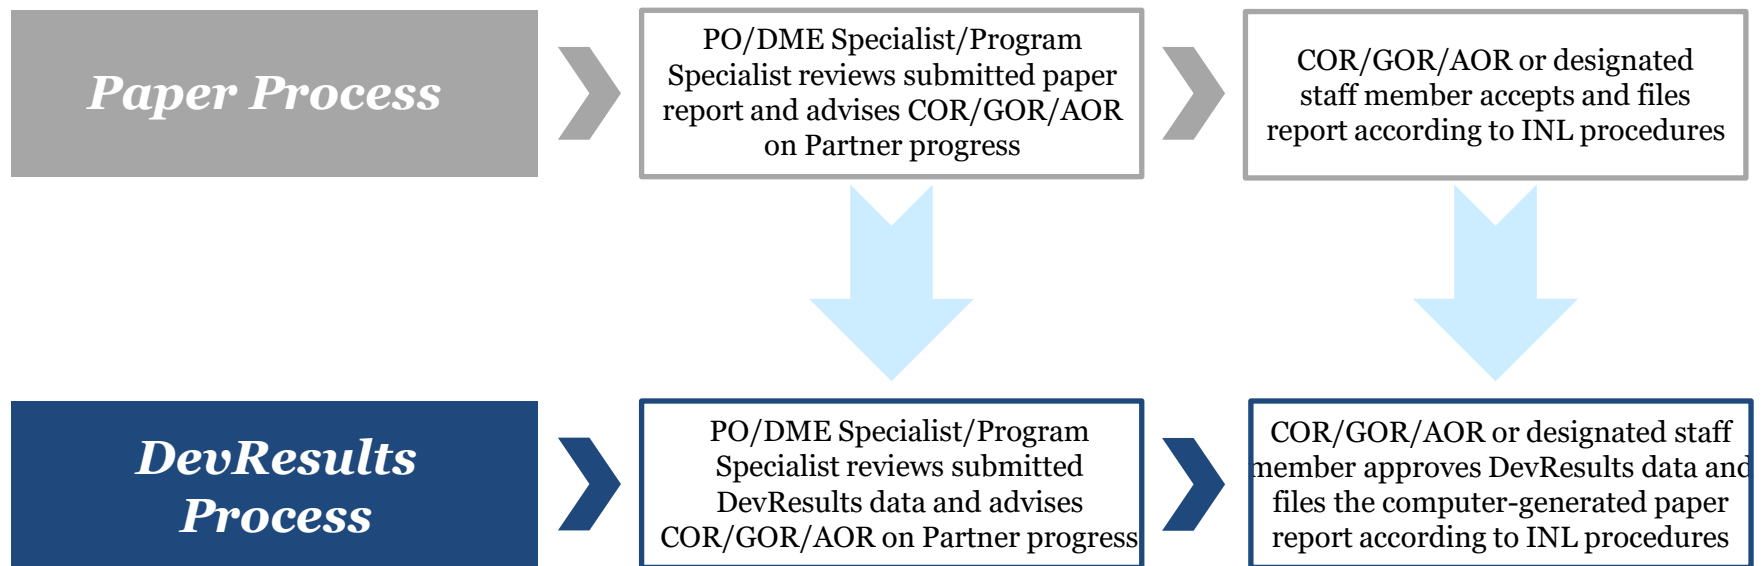 Paper Process
PO/DME Specialist/Program
Specialist reviews submitted paper
report and advises COR/GOR/AOR
on Partner progress
COR/GOR/AOR or designated
staff member accepts and files
report according to INL procedures
DevResults
Process
PO/DME Specialist/Program
Specialist reviews submitted
DevResults data and advises
COR/GOR/AOR on Partner progress
COR/GOR/AOR or designated staff
member approves DevResults data and
files the computer-generated paper
report according to INL procedures